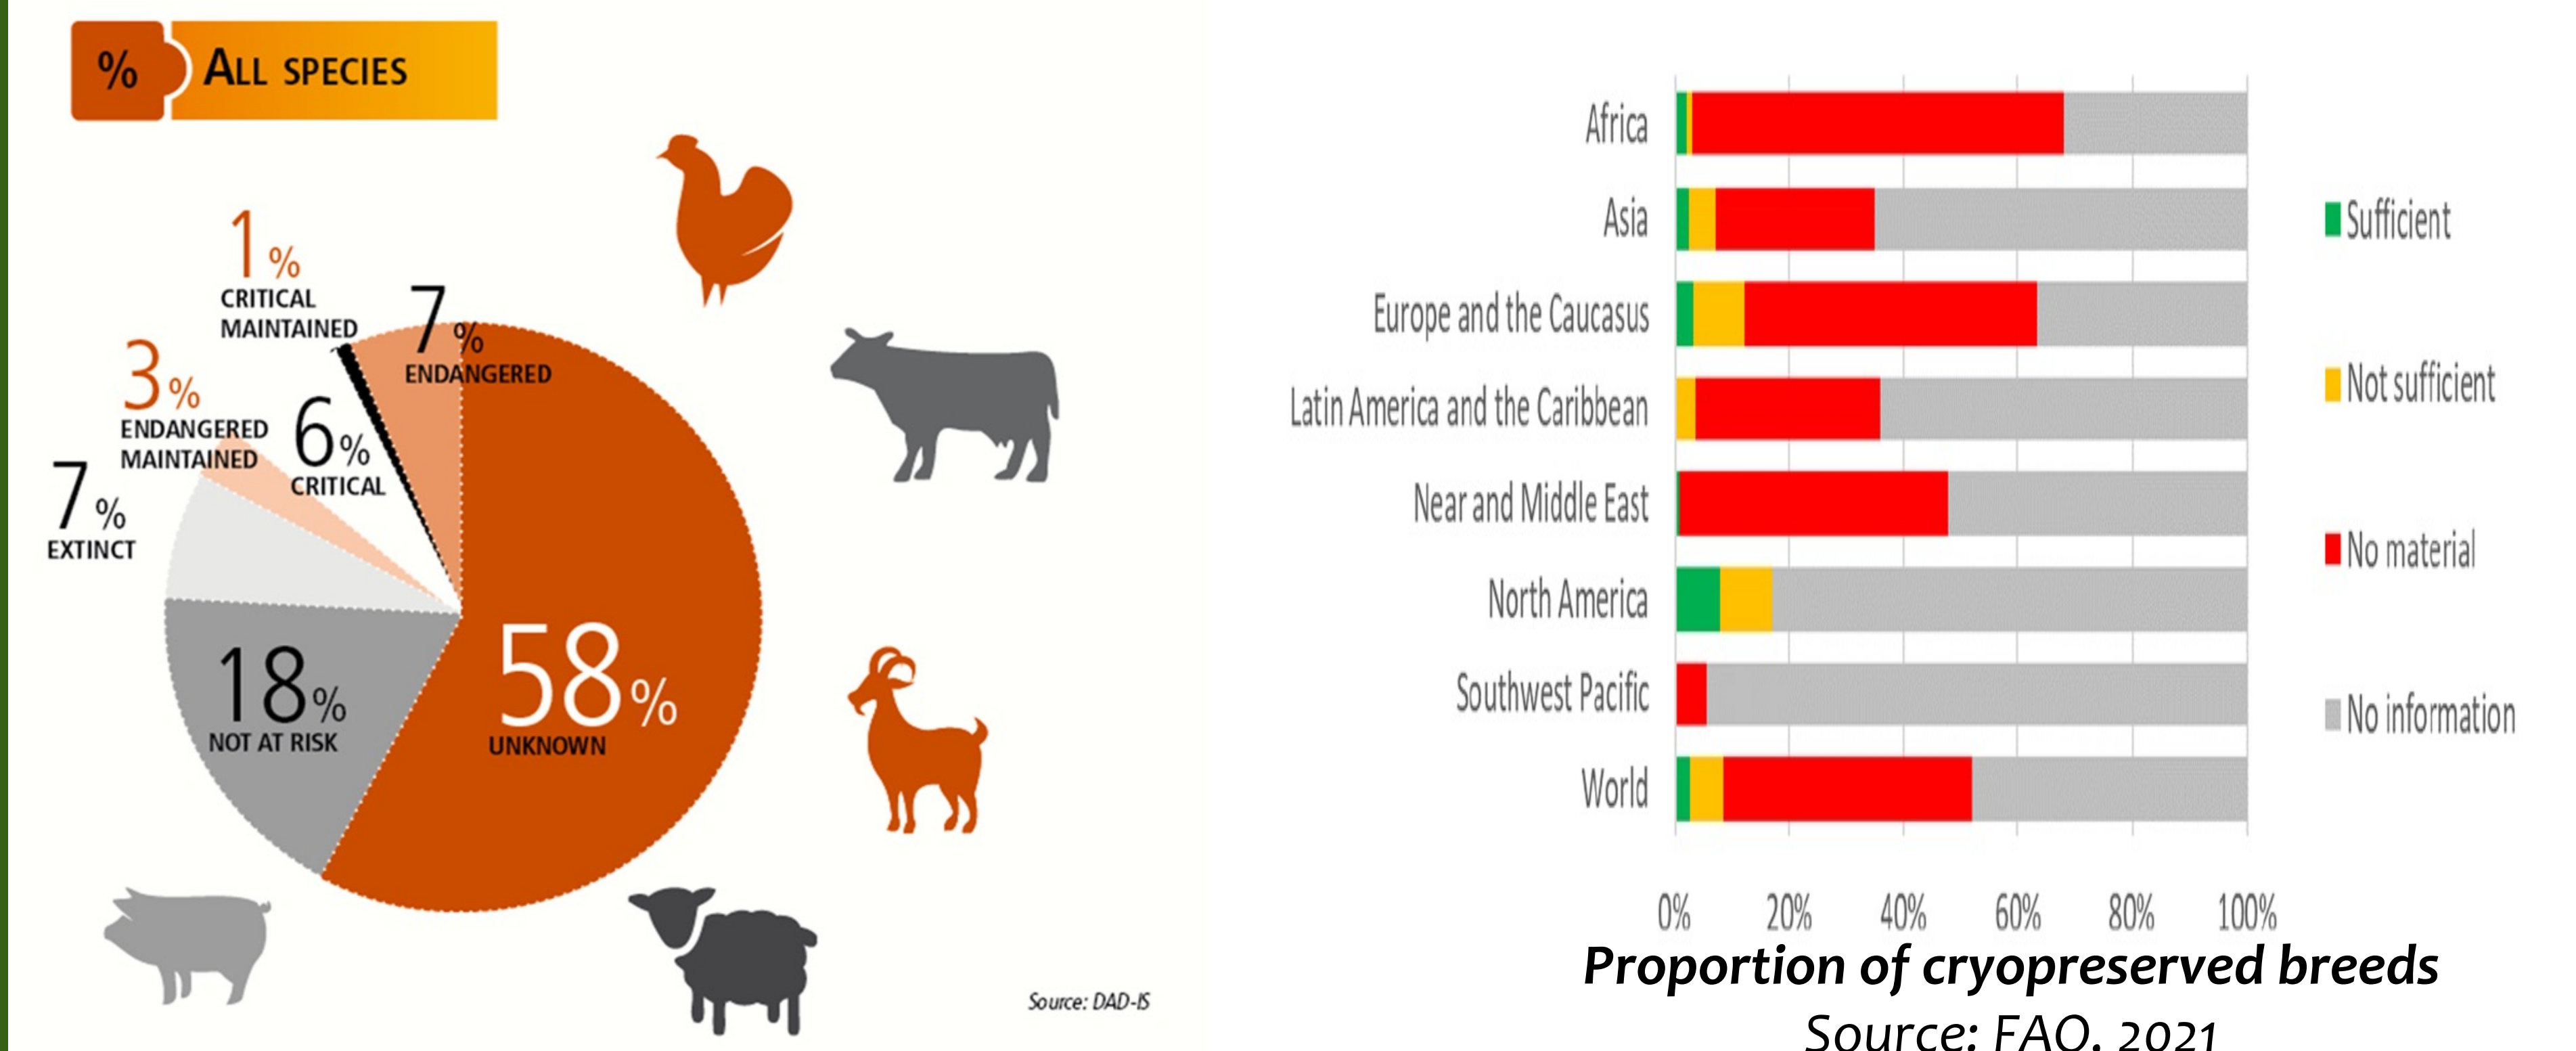 % ALL SPECIES
1%
CRITICAL
MAINTAINED
7%
ENDANGERED
3%
ENDANGERED
MAINTAINED
6%
CRITICAL
7%
EXTINCT
18%
NOT AT RISK
58%
UNKNOWN
Source: DAD-IS
Africa
Asia
Europe and the Caucasus
Latin America and the Caribbean
Near and Middle East
North America
Southwest Pacific
World
0% 20% 40% 60% 80% 100%
Sufficient
Not sufficient
No material
No information
Proportion of cryopreserved breeds
Source: FAO, 2021